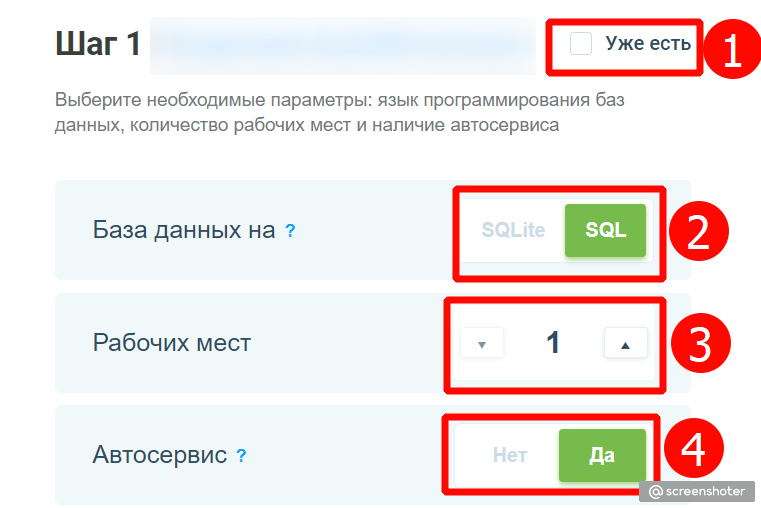 Шаг 1
Уже есть
1
Выберите необходимые параметры: язык программирования баз
данных, количество рабочих мест и наличие автосервиса
База данных на ?
SQLite SQL
2
Рабочих мест
▼ 1 ▲
3
Автосервис ?
Нет Да
4
@screenshoter